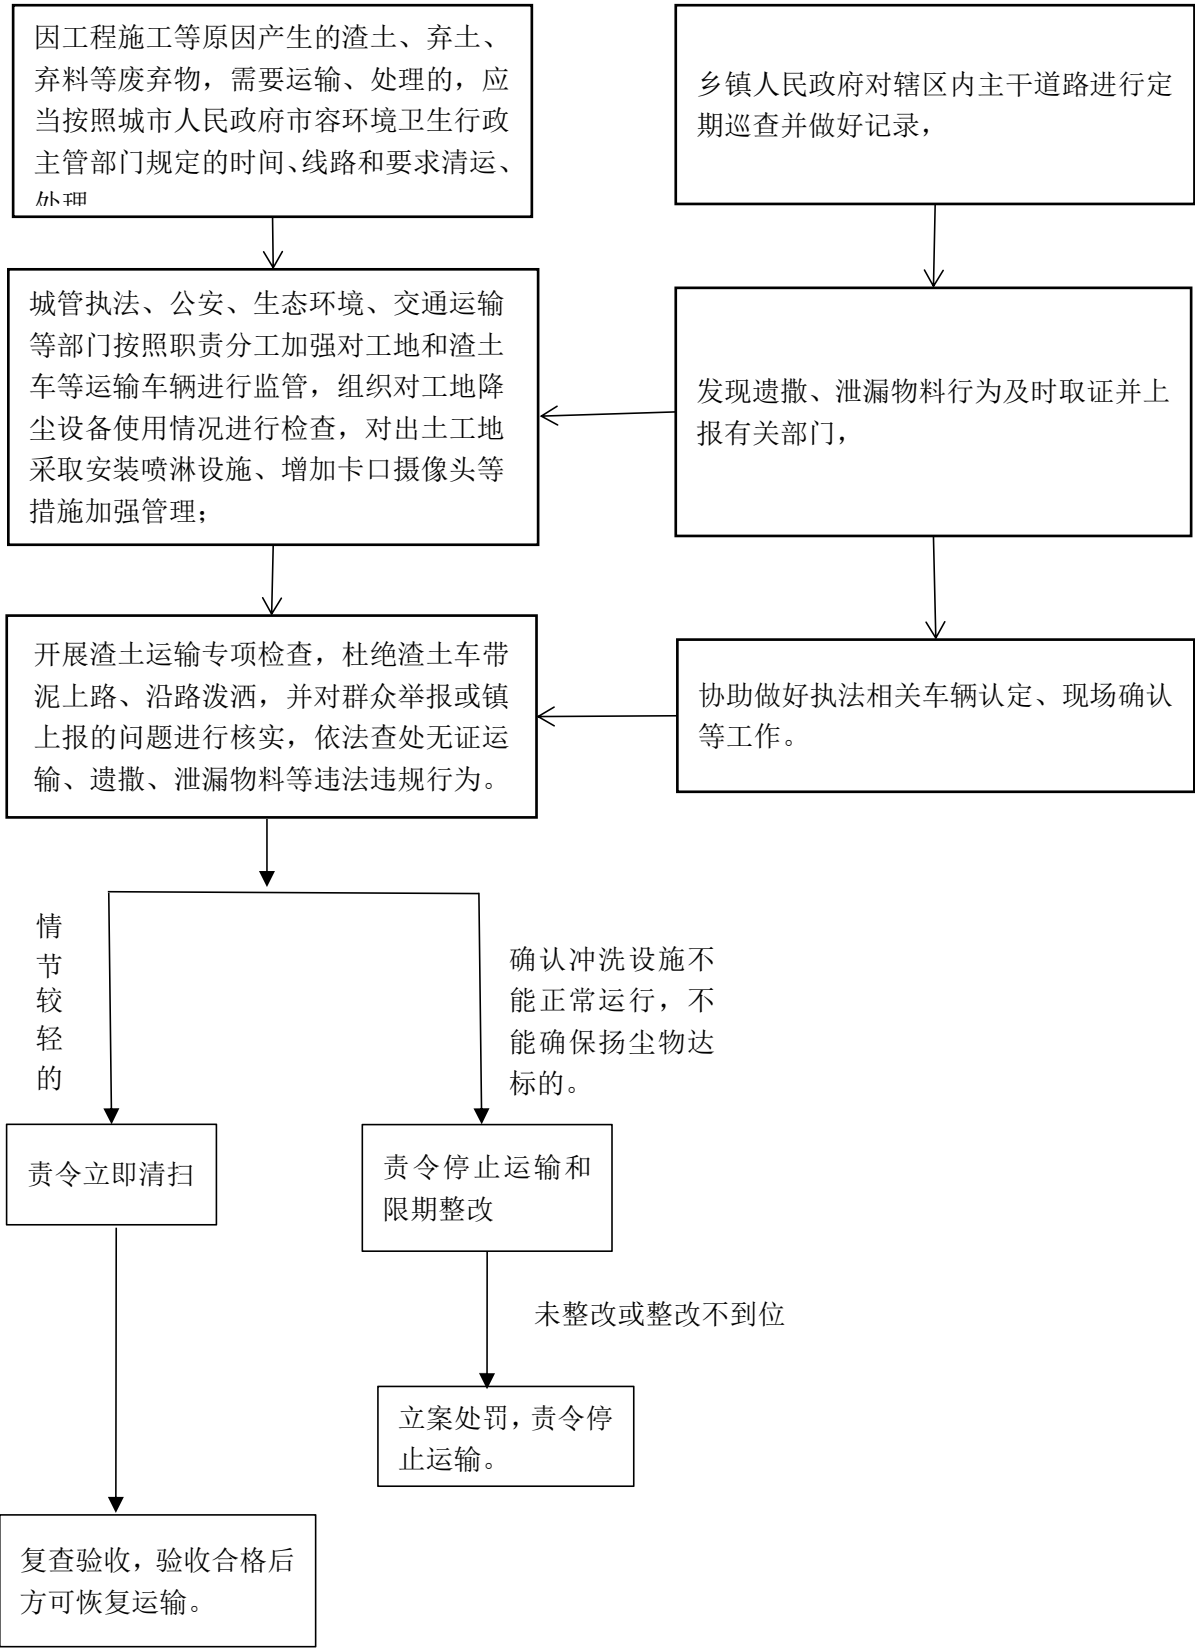 因工程施工等原因产生的渣土、弃土、
弃料等废弃物，需要运输、处理的，应
当按照城市人民政府市容环境卫生行政
主管部门规定的时间、线路和要求清运、
处理
乡镇人民政府对辖区内主干道路进行定
期巡查并做好记录，
城管执法、公安、生态环境、交通运输
等部门按照职责分工加强对工地和渣土
车等运输车辆进行监管，组织对工地降
尘设备使用情况进行检查，对出土工地
采取安装喷淋设施、增加卡口摄像头等
措施加强管理；
发现遗撒、泄漏物料行为及时取证并上
报有关部门，
开展渣土运输专项检查，杜绝渣土车带
泥上路、沿路泼洒，并对群众举报或镇
上报的问题进行核实，依法查处无证运
输、遗撒、泄漏物料等违法违规行为。
协助做好执法相关车辆认定、现场确认
等工作。
情
节
较
轻
的
确认冲洗设施不
能正常运行，不
能确保扬尘物达
标的。
责令立即清扫
责令停止运输和
限期整改
未整改或整改不到位
立案处罚，责令停
止运输。
复查验收，验收合格后
方可恢复运输。